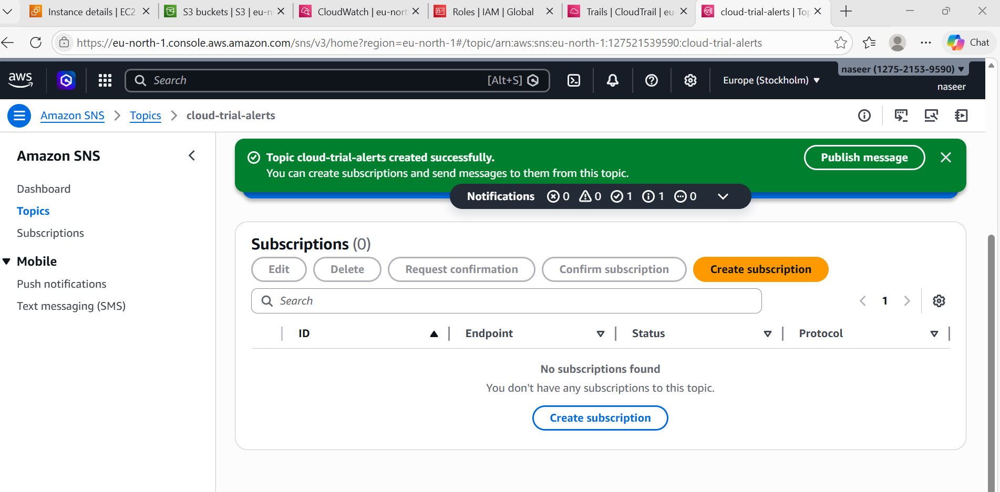 Instance details | EC2
S3 buckets | S3 | eu-n
CloudWatch | eu-nort
Roles | IAM | Global
Trails | CloudTrail | eu-
cloud-trial-alerts | Top
https://eu-north-1.console.aws.amazon.com/sns/v3/home?region=eu-north-1#/topic/arn:aws:sns:eu-north-1:127521539590:cloud-trial-alerts
Chat
aws
Search
[Alt+S]
Europe (Stockholm)
naseer (1275-2153-9590)
naseer
Amazon SNS
Topics
cloud-trial-alerts
Amazon SNS
Dashboard
Topics
Subscriptions
Mobile
Push notifications
Text messaging (SMS)
Topic cloud-trial-alerts created successfully.
You can create subscriptions and send messages to them from this topic.
Publish message
Notifications 0 0 1 1 0
Subscriptions (0)
Edit
Delete
Request confirmation
Confirm subscription
Create subscription
Search
1
ID
Endpoint
Status
Protocol
No subscriptions found
You don't have any subscriptions to this topic.
Create subscription